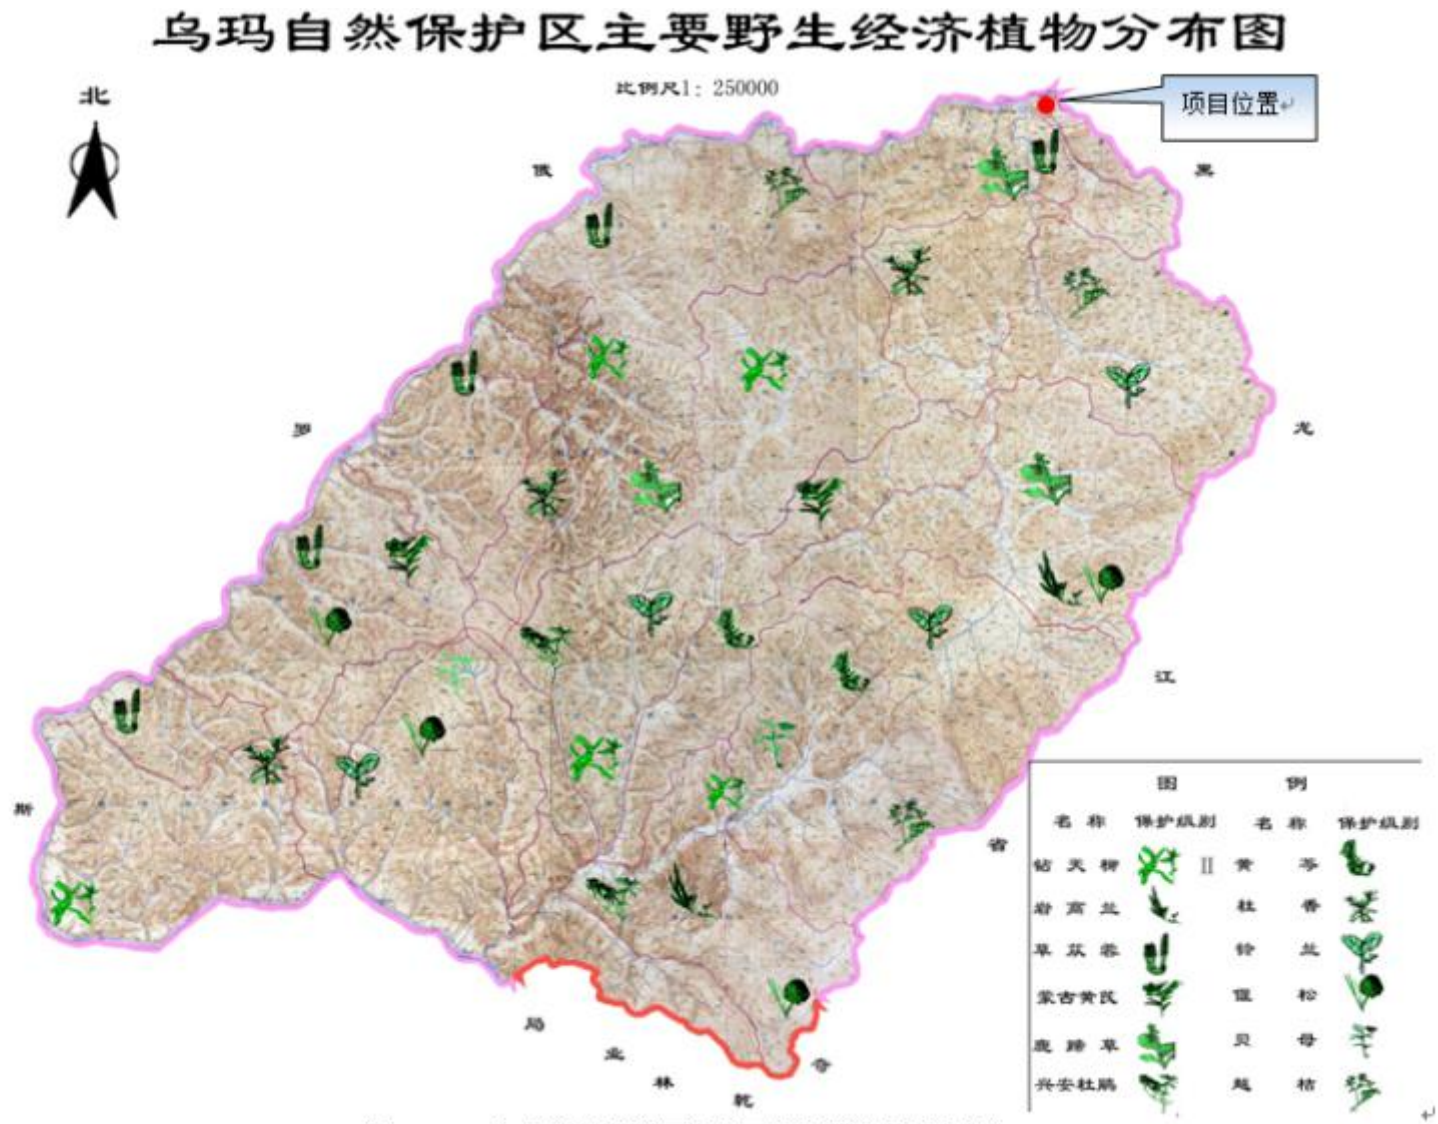 乌玛自然保护区主要野生经济植物分布图
比例尺1：250000
北
项目位置
俄
黑
罗
龙
江
斯
省
图 例
名 称 保护级别 名 称 保护级别
钻 天 柳 Ⅱ 黄 芩
岩 高 兰 杜 香
草 苁 蓉 铃 兰
蒙古黄芪 偃 松
鹿 蹄 草 贝 母
兴安杜鹃 越 桔
局
业
林
乾